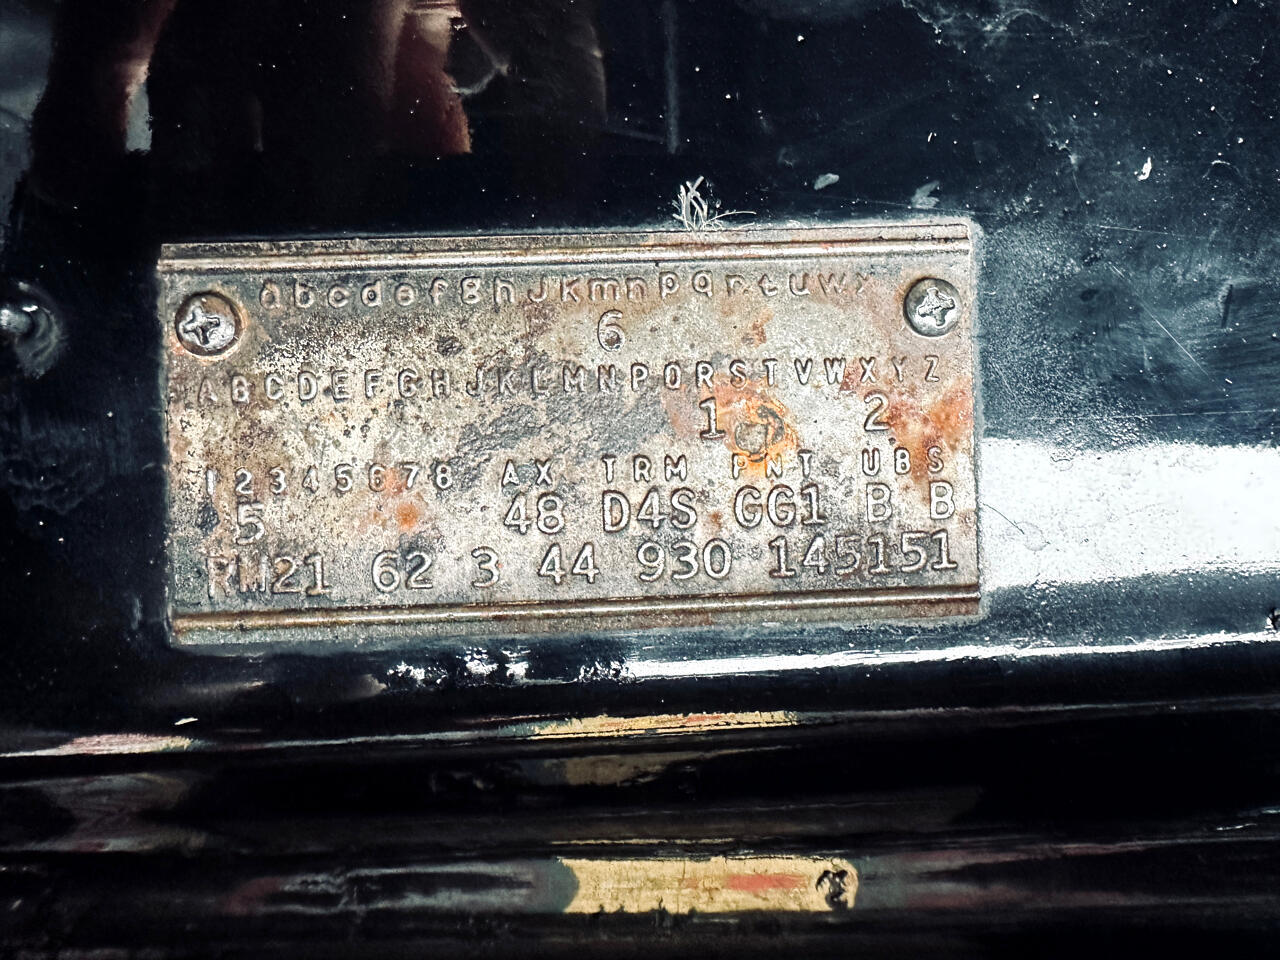 abcdefghJkmnpqrtuwx
6
ABCDEFGHJKLMNPQRSTVWXYZ
1 2
12345678 AX TRM PNT UBS
5 48 D4S GG1 B B
RM21 62 3 44 930 145151